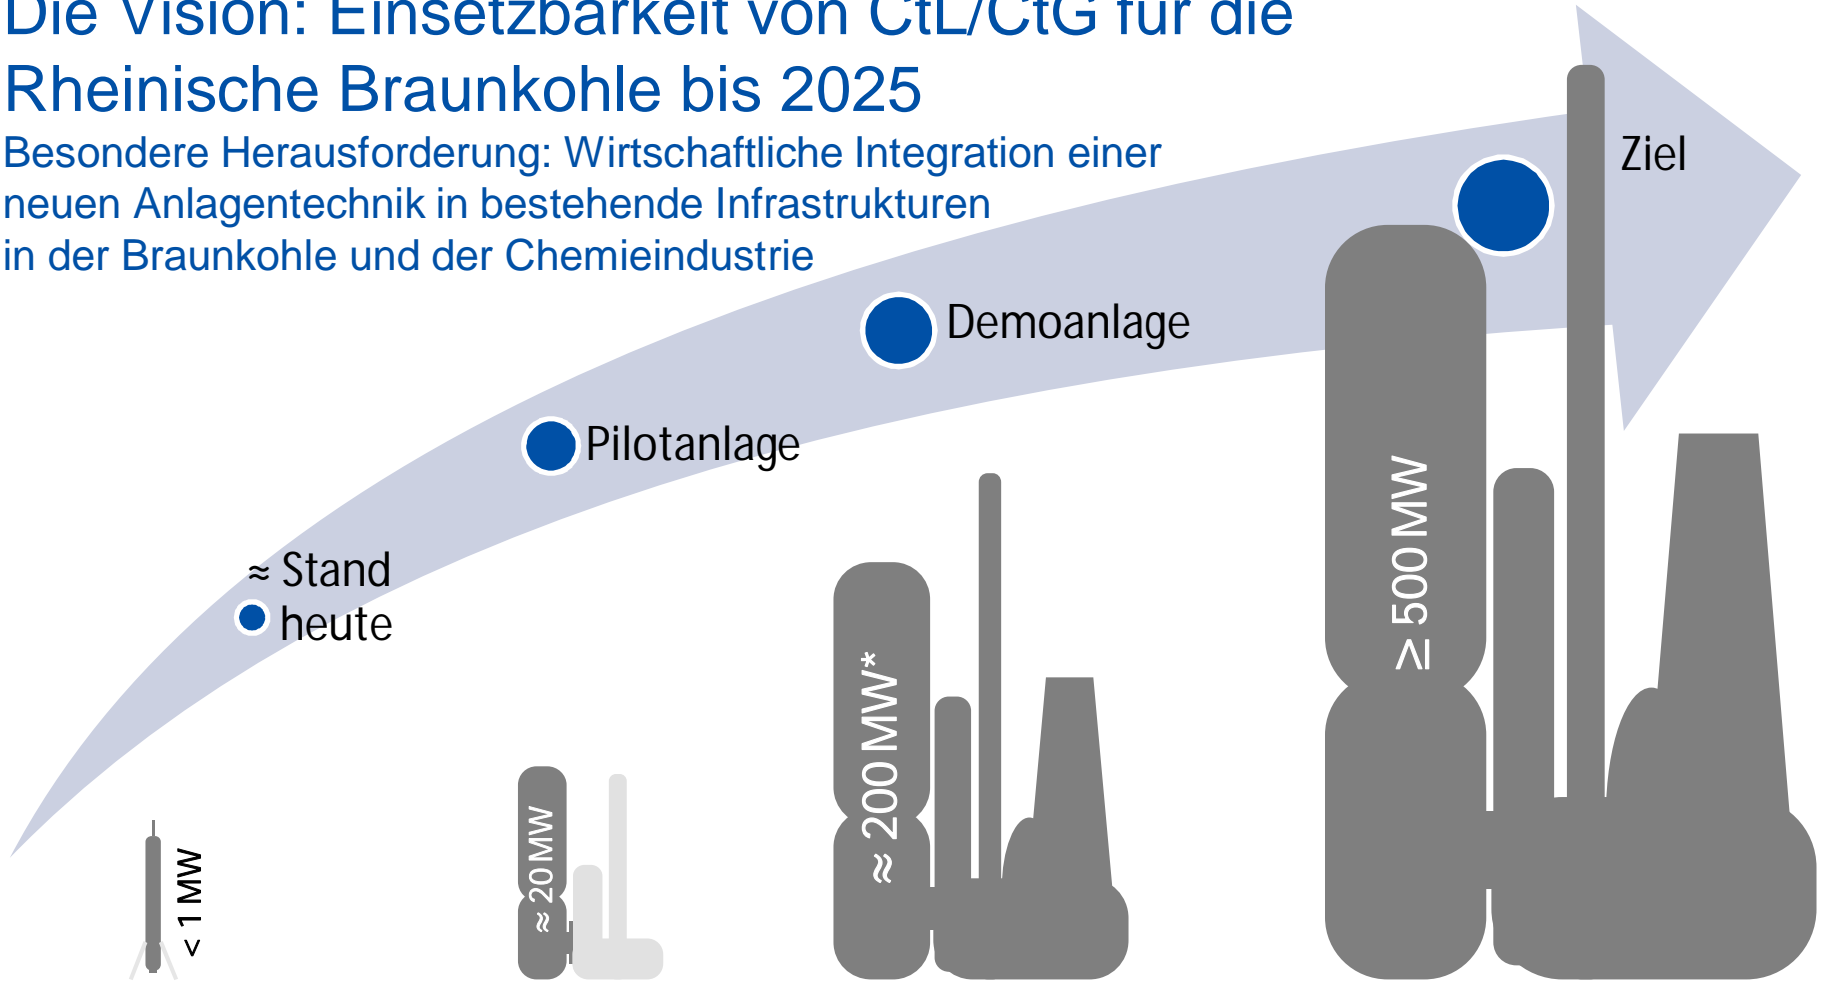 Die Vision: Einsetzbarkeit von CtL/CtG für die
Rheinische Braunkohle bis 2025
Besondere Herausforderung: Wirtschaftliche Integration einer
neuen Anlagentechnik in bestehende Infrastrukturen
in der Braunkohle und der Chemieindustrie
Ziel
Demoanlage
Pilotanlage
≈ Stand
heute
< 1 MW
≈ 20 MW
≈ 200 MW*
≥ 500 MW